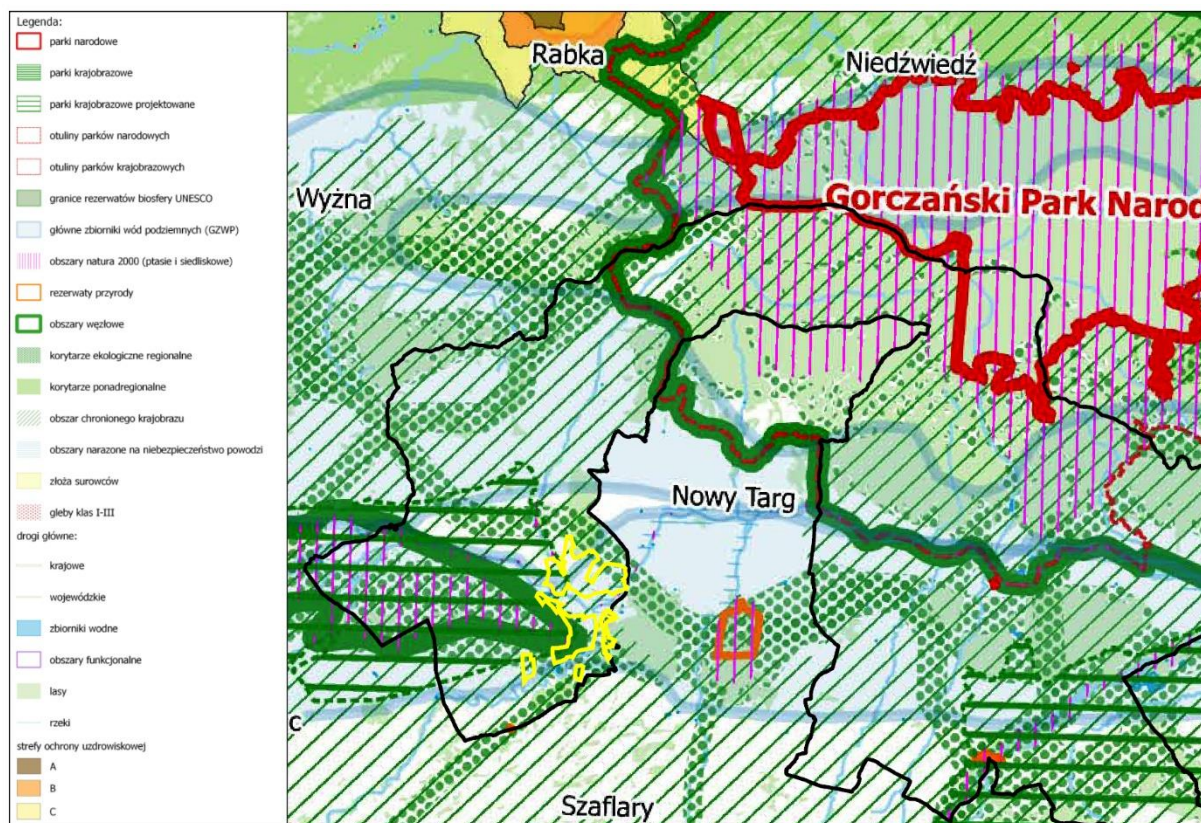 Legenda:
parki narodowe
parki krajobrazowe
parki krajobrazowe projektowane
otuliny parków narodowych
otuliny parków krajobrazowych
granice rezerwatów biosfery UNESCO
główne zbiorniki wód podziemnych (GZWP)
obszary natura 2000 (ptasie i siedliskowe)
rezerwaty przyrody
obszary węzłowe
korytarze ekologiczne regionalne
korytarze ponadregionalne
obszar chronionego krajobrazu
obszary narazone na niebezpieczeństwo powodzi
złoża surowców
gleby klas I-III
drogi główne:
krajowe
wojewódzkie
zbiorniki wodne
obszary funkcjonalne
lasy
rzeki
strefy ochrony uzdrowiskowej
A
B
C
Rabka
Niedźwiedź
Wyżna
Gorczański Park Narod
Nowy Targ
c
Szaflary